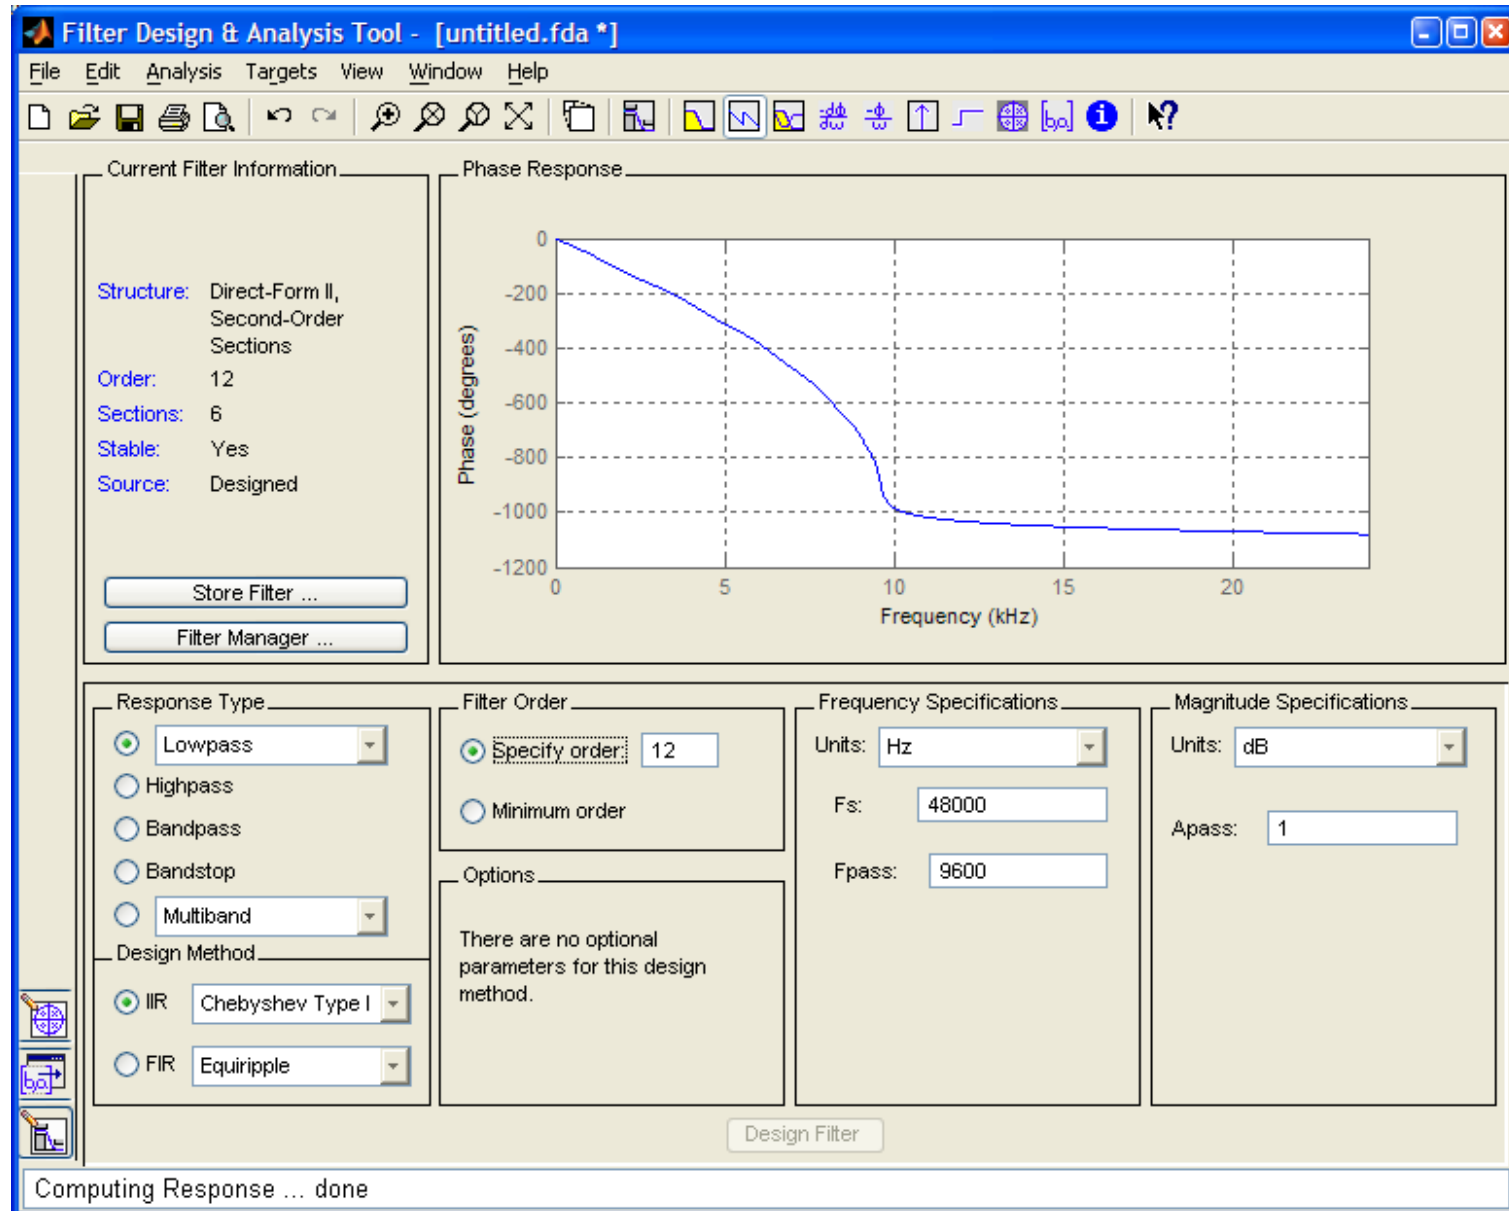 Filter Design & Analysis Tool - [untitled.fda *]
File Edit Analysis Targets View Window Help
Current Filter Information
Structure: Direct-Form II,
Second-Order
Sections
Order: 12
Sections: 6
Stable: Yes
Source: Designed
Store Filter ...
Filter Manager ...
Phase Response
0
-200
-400
-600
-800
-1000
-1200
Phase (degrees)
0 5 10 15 20
Frequency (kHz)
Response Type
Lowpass
Highpass
Bandpass
Bandstop
Multiband
Design Method
IIR Chebyshev Type I
FIR Equiripple
Filter Order
Specify order: 12
Minimum order
Options
There are no optional
parameters for this design
method.
Frequency Specifications
Units: Hz
Fs: 48000
Fpass: 9600
Magnitude Specifications
Units: dB
Apass: 1
Design Filter
Computing Response ... done